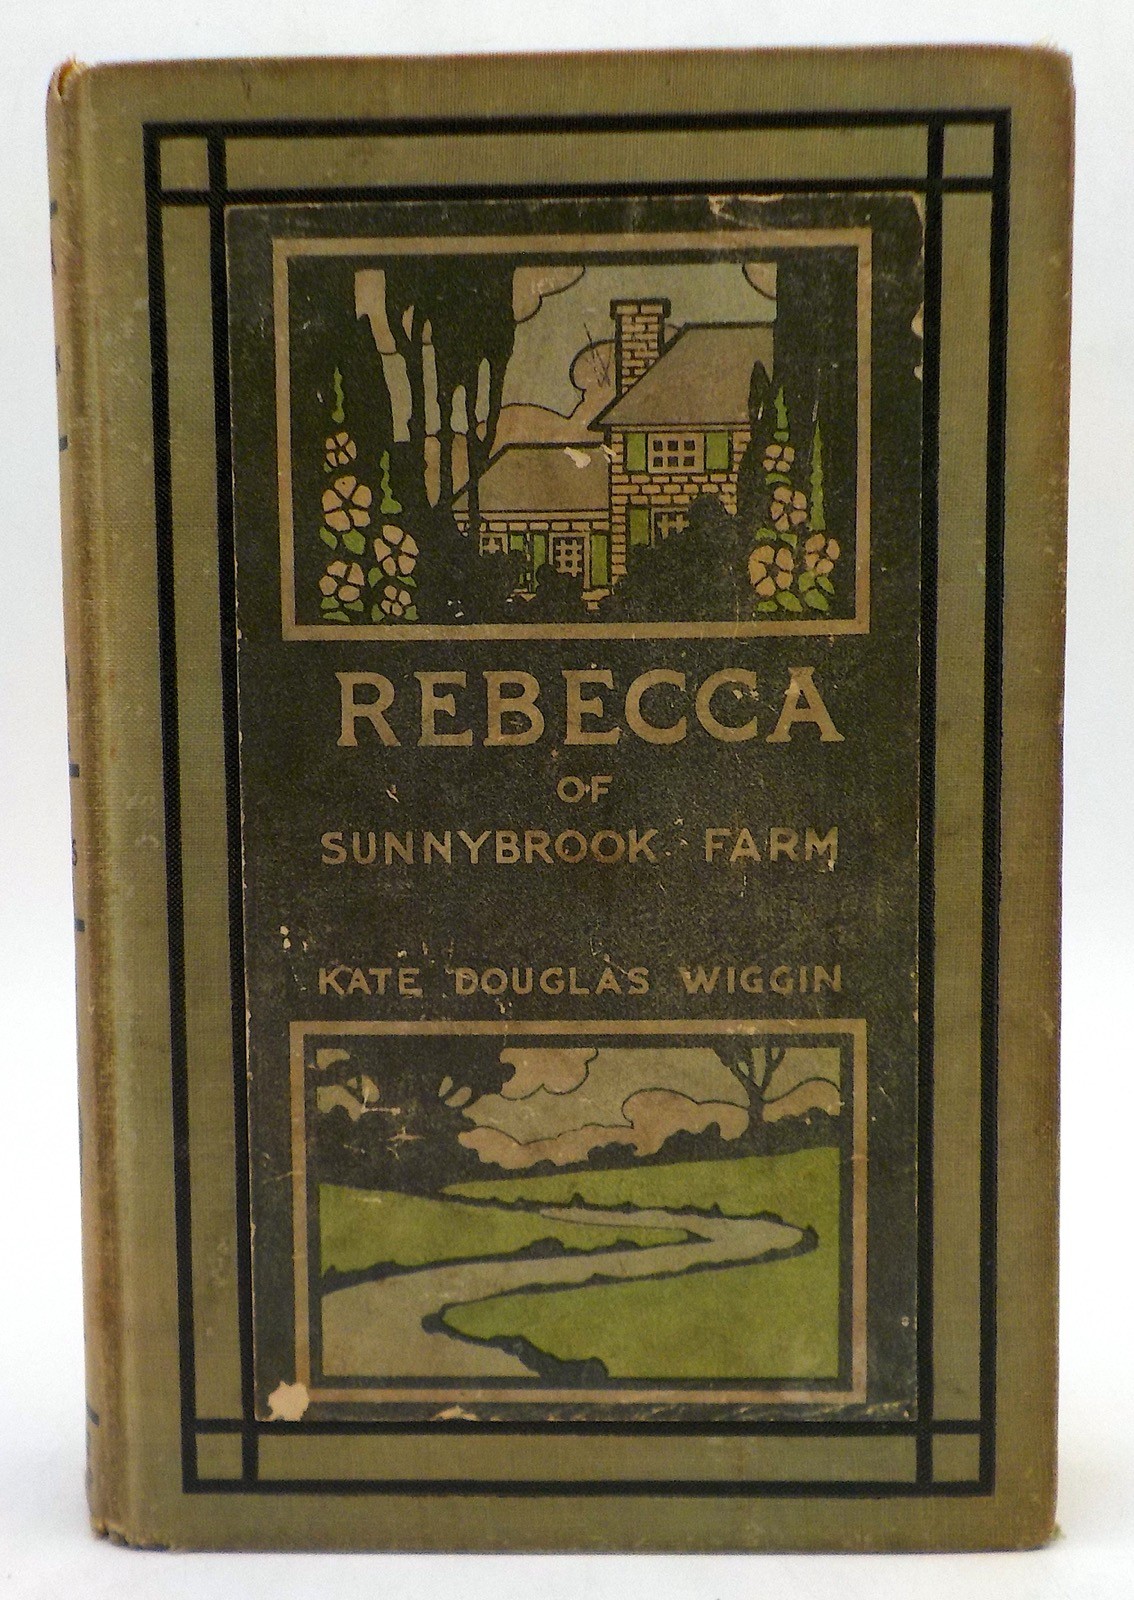 REBECCA
OF
SUNNYBROOK FARM
KATE DOUGLAS WIGGIN